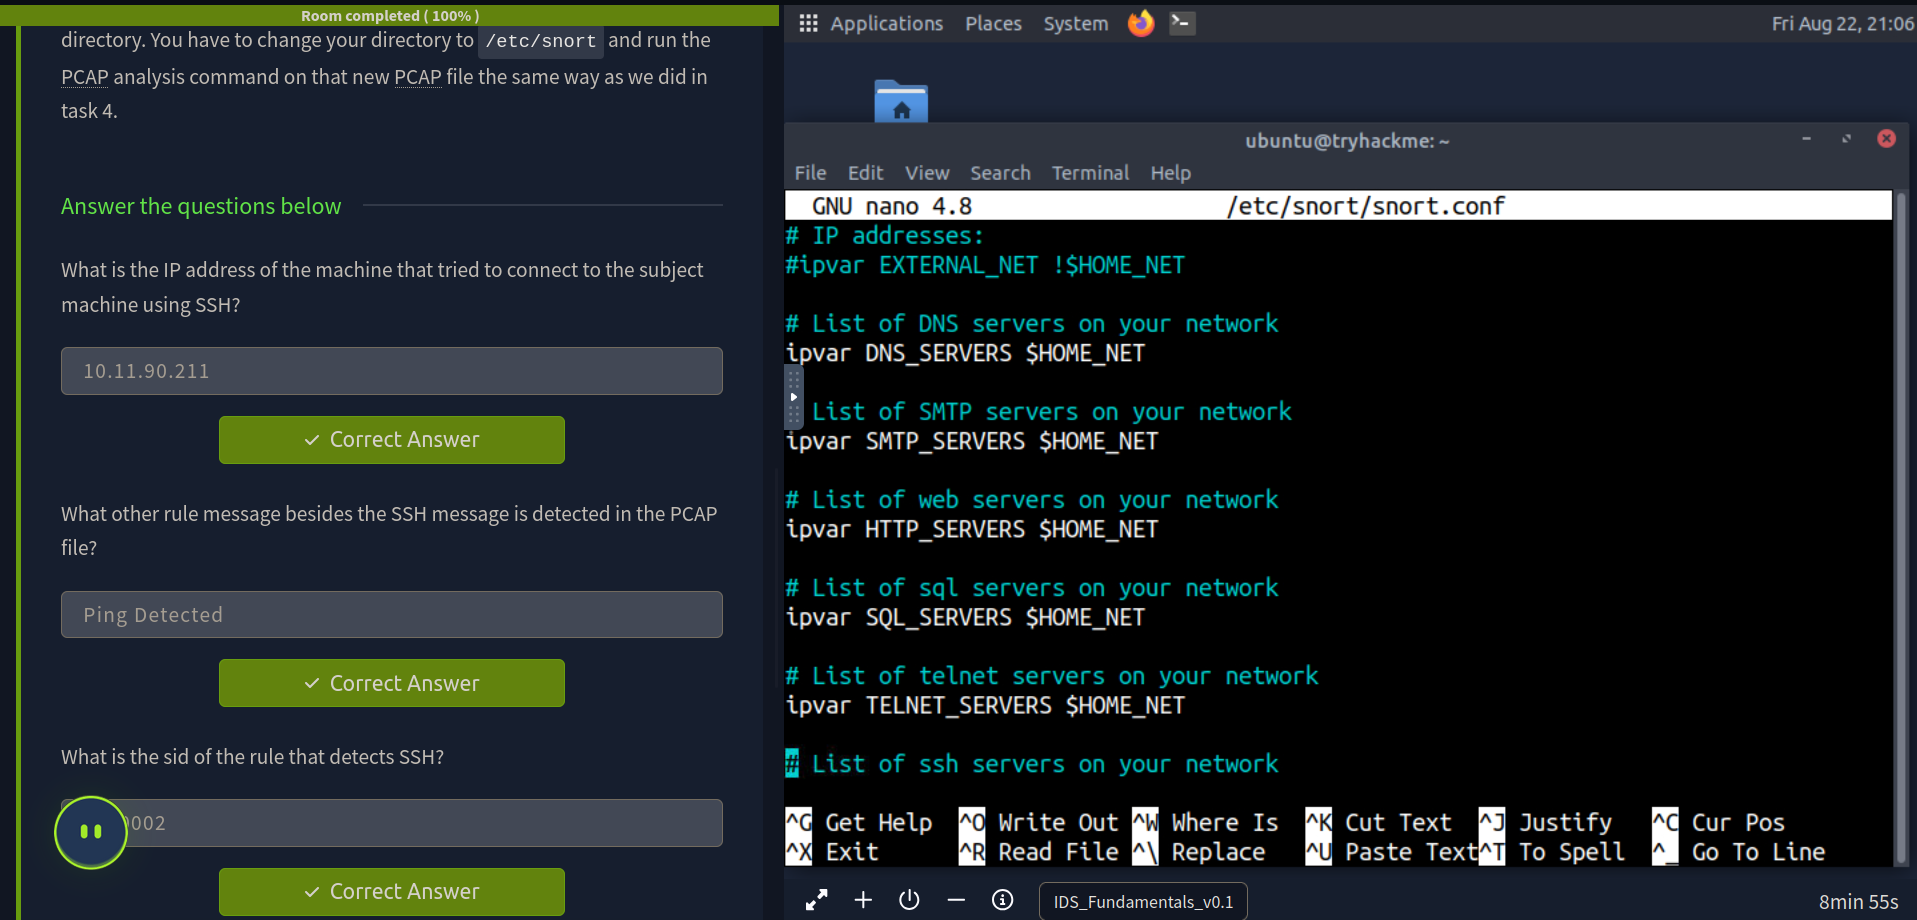 Room completed ( 100% )
directory. You have to change your directory to /etc/snort and run the
PCAP analysis command on that new PCAP file the same way as we did in
task 4.
Answer the questions below
What is the IP address of the machine that tried to connect to the subject
machine using SSH?
10.11.90.211
✓ Correct Answer
What other rule message besides the SSH message is detected in the PCAP
file?
Ping Detected
✓ Correct Answer
What is the sid of the rule that detects SSH?
002
✓ Correct Answer
Applications Places System
Fri Aug 22, 21:06
ubuntu@tryhackme: ~
File Edit View Search Terminal Help
GNU nano 4.8 /etc/snort/snort.conf
# IP addresses:
#ipvar EXTERNAL_NET !$HOME_NET
# List of DNS servers on your network
ipvar DNS_SERVERS $HOME_NET
List of SMTP servers on your network
ipvar SMTP_SERVERS $HOME_NET
# List of web servers on your network
ipvar HTTP_SERVERS $HOME_NET
# List of sql servers on your network
ipvar SQL_SERVERS $HOME_NET
# List of telnet servers on your network
ipvar TELNET_SERVERS $HOME_NET
# List of ssh servers on your network
^G Get Help ^O Write Out ^W Where Is ^K Cut Text ^J Justify ^C Cur Pos
^X Exit ^R Read File ^\ Replace ^U Paste Text ^T To Spell ^_ Go To Line
IDS_Fundamentals_v0.1
8min 55s